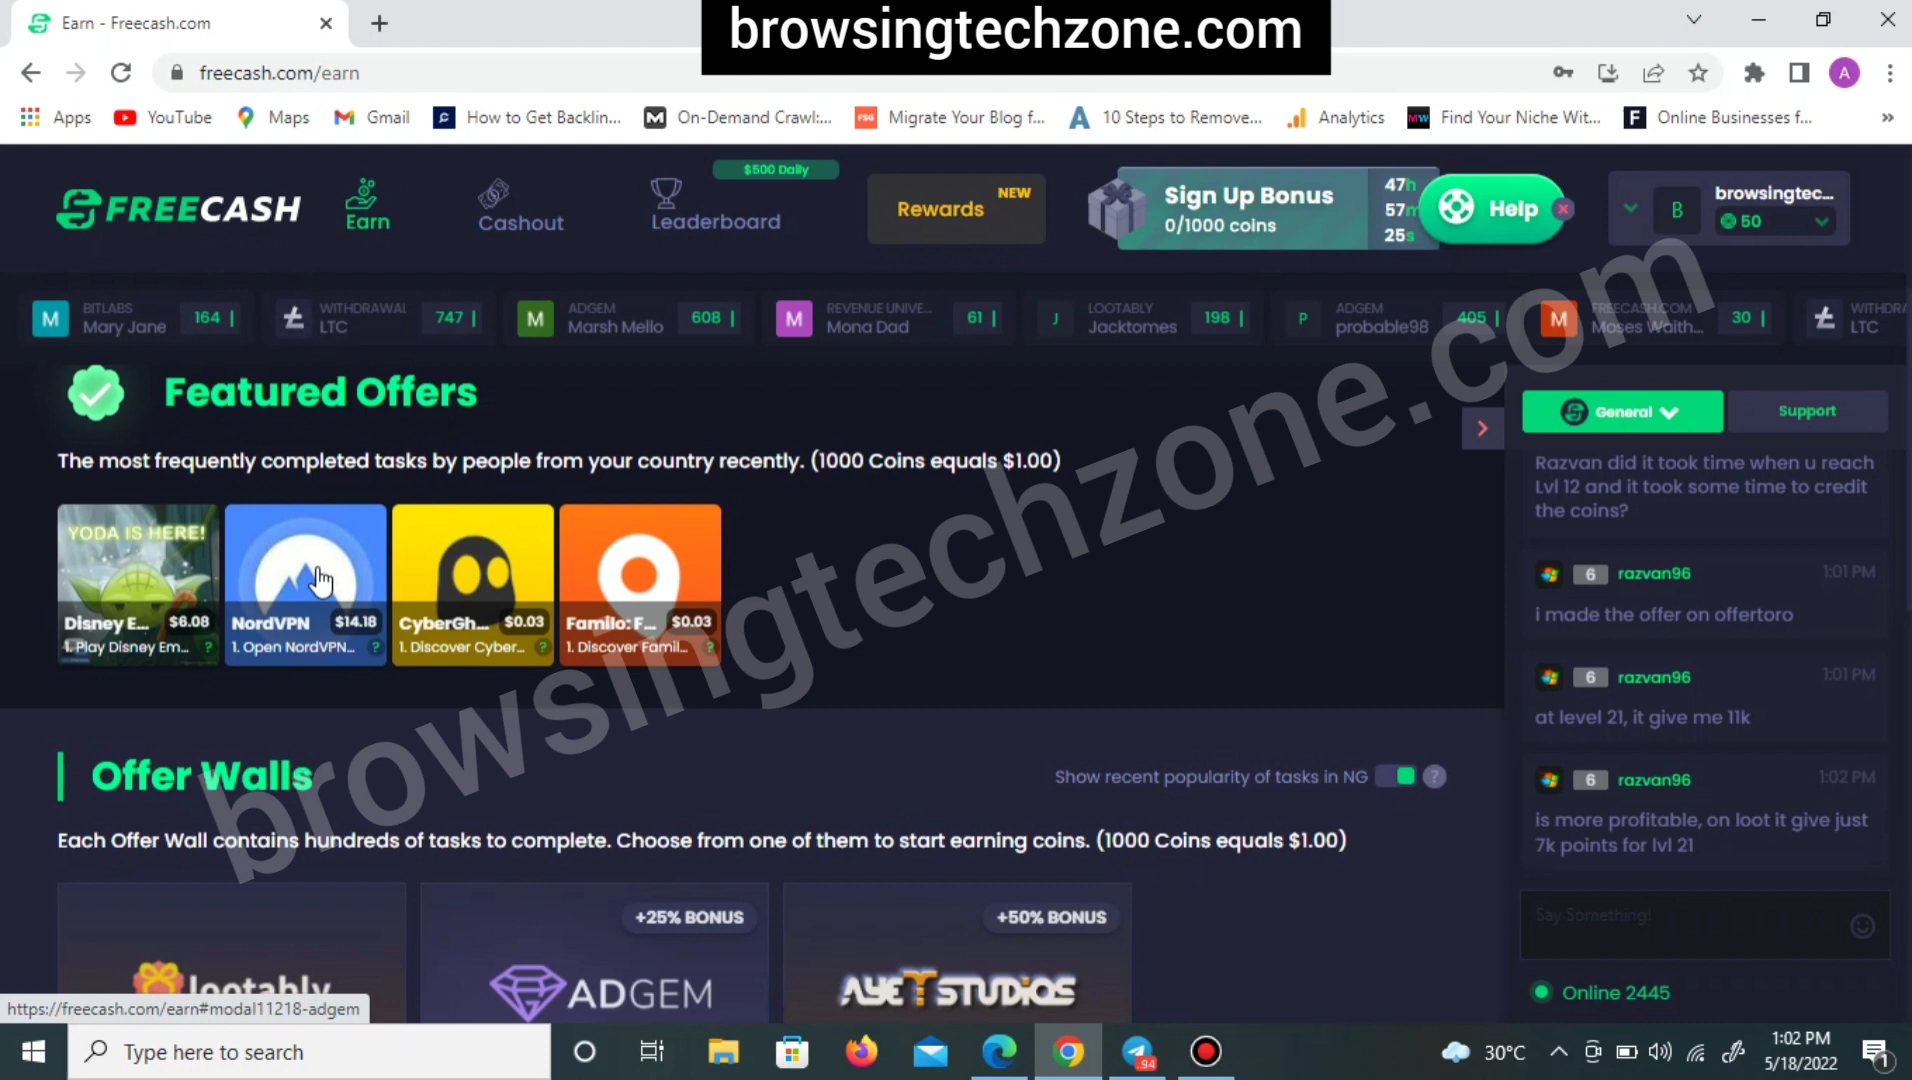 Earn - Freecash.com
browsingtechzone.com
freecash.com/earn
A
Apps
YouTube
Maps
Gmail
How to Get Backlin...
On-Demand Crawl:...
Migrate Your Blog f...
10 Steps to Remove...
Analytics
Find Your Niche Wit...
Online Businesses f...
»
FREECASH
Earn
Cashout
$500 Daily
Leaderboard
Rewards
NEW
Sign Up Bonus
0/1000 coins
47h
57m
25s
Help
B
browsingtec...
50
M
BITLABS
Mary Jane
164
WITHDRAWAL
LTC
747
M
ADGEM
Marsh Mello
608
M
REVENUE UNIVE...
Mona Dad
61
J
LOOTABLY
Jacktomes
198
P
ADGEM
probable98
405
M
FREECASH.COM
Moses Waith...
30
WITHDRA
LTC
Featured Offers
The most frequently completed tasks by people from your country recently. (1000 Coins equals $1.00)
YODA IS HERE!
Disney E...
$6.08
1. Play Disney Em...
?
NordVPN
$14.18
1. Open NordVPN...
?
CyberGh...
$0.03
1. Discover Cyber...
?
Familo: F...
$0.03
1. Discover Famil...
?
browsingtechzone.com
Offer Walls
Show recent popularity of tasks in NG
?
Each Offer Wall contains hundreds of tasks to complete. Choose from one of them to start earning coins. (1000 Coins equals $1.00)
lootably
+25% BONUS
ADGEM
+50% BONUS
AYET STUDIOS
General
Support
Razvan did it took time when u reach
Lvl 12 and it took some time to credit
the coins?
6
razvan96
1:01 PM
i made the offer on offertoro
6
razvan96
1:01 PM
at level 21, it give me 11k
6
razvan96
1:02 PM
is more profitable, on loot it give just
7k points for lvl 21
Say Something!
Online 2445
https://freecash.com/earn#modal11218-adgem
Type here to search
94
30°C
1:02 PM
5/18/2022
1